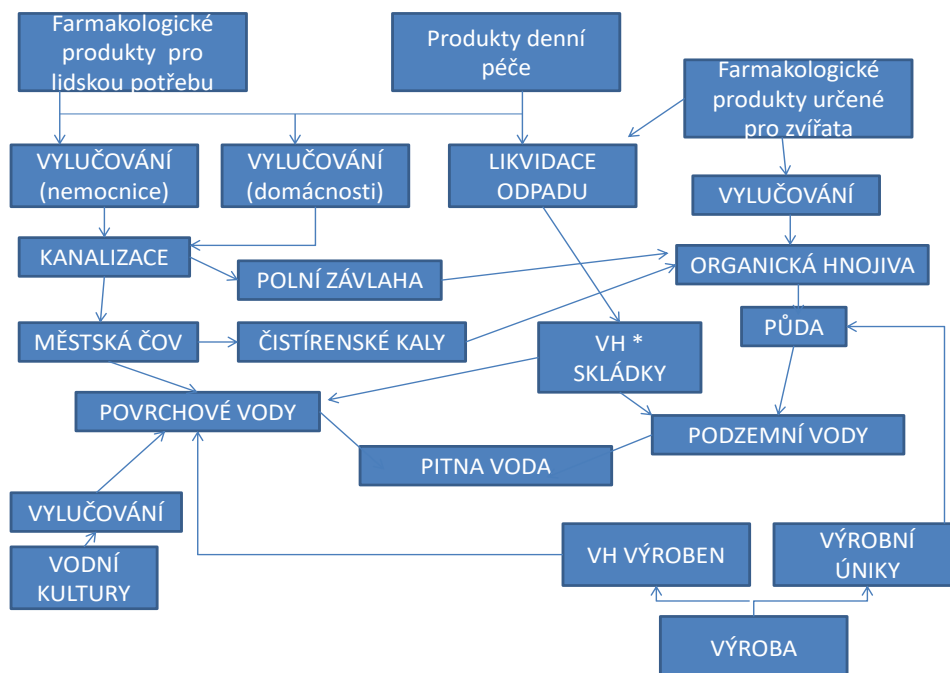 Farmakologické
produkty pro
lidskou potřebu
Produkty denní
péče
Farmakologické
produkty určené
pro zvířata
VYLUČOVÁNÍ
(nemocnice)
VYLUČOVÁNÍ
(domácnosti)
LIKVIDACE
ODPADU
VYLUČOVÁNÍ
KANALIZACE
POLNÍ ZÁVLAHA
ORGANICKÁ HNOJIVA
MĚSTSKÁ ČOV
ČISTÍRENSKÉ KALY
VH *
SKLÁDKY
PŮDA
POVRCHOVÉ VODY
PODZEMNÍ VODY
PITNA VODA
VYLUČOVÁNÍ
VODNÍ
KULTURY
VH VÝROBEN
VÝROBNÍ
ÚNIKY
VÝROBA